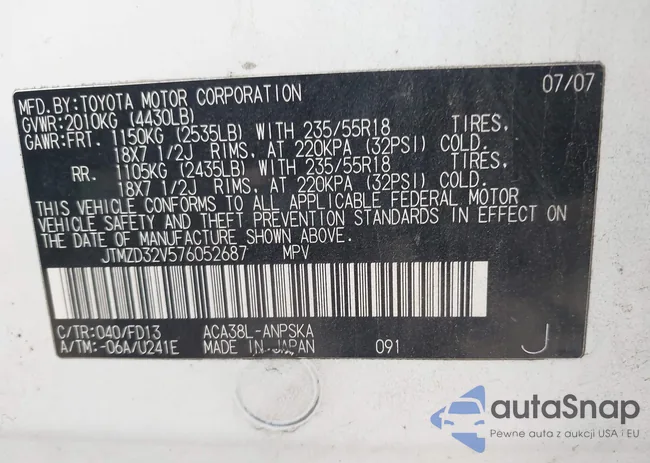 MFD.BY:TOYOTA MOTOR CORPORATION 07/07
GVWR:2010KG (4430LB)
GAWR:FRT. 1150KG (2535LB) WITH 235/55R18 TIRES,
18X7 1/2J RIMS, AT 220KPA (32PSI) COLD.
RR. 1105KG (2435LB) WITH 235/55R18 TIRES,
18X7 1/2J RIMS, AT 220KPA (32PSI) COLD.
THIS VEHICLE CONFORMS TO ALL APPLICABLE FEDERAL MOTOR
VEHICLE SAFETY AND THEFT PREVENTION STANDARDS IN EFFECT ON
THE DATE OF MANUFACTURE SHOWN ABOVE.
JTMZD32V576052687 MPV
C/TR:040/FD13 ACA38L-ANPSKA
A/TM:-06A/U241E MADE IN JAPAN 091 J
autaSnap
Pewne auta z aukcji USA i EU